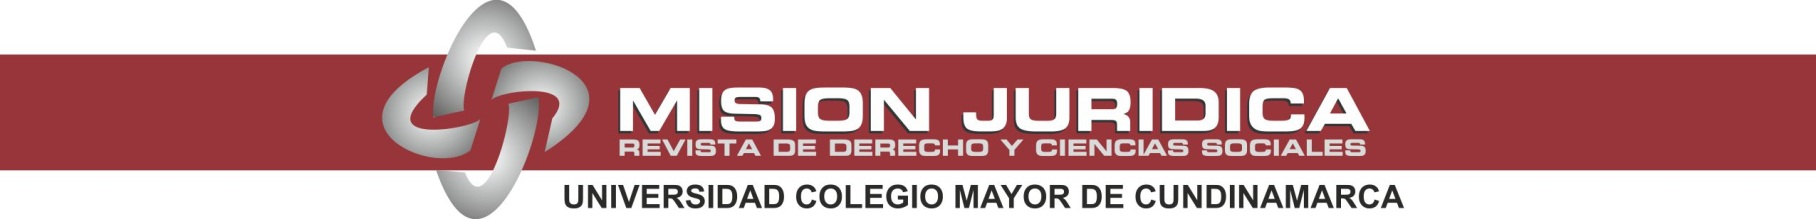 MISION JURIDICA
REVISTA DE DERECHO Y CIENCIAS SOCIALES
UNIVERSIDAD COLEGIO MAYOR DE CUNDINAMARCA